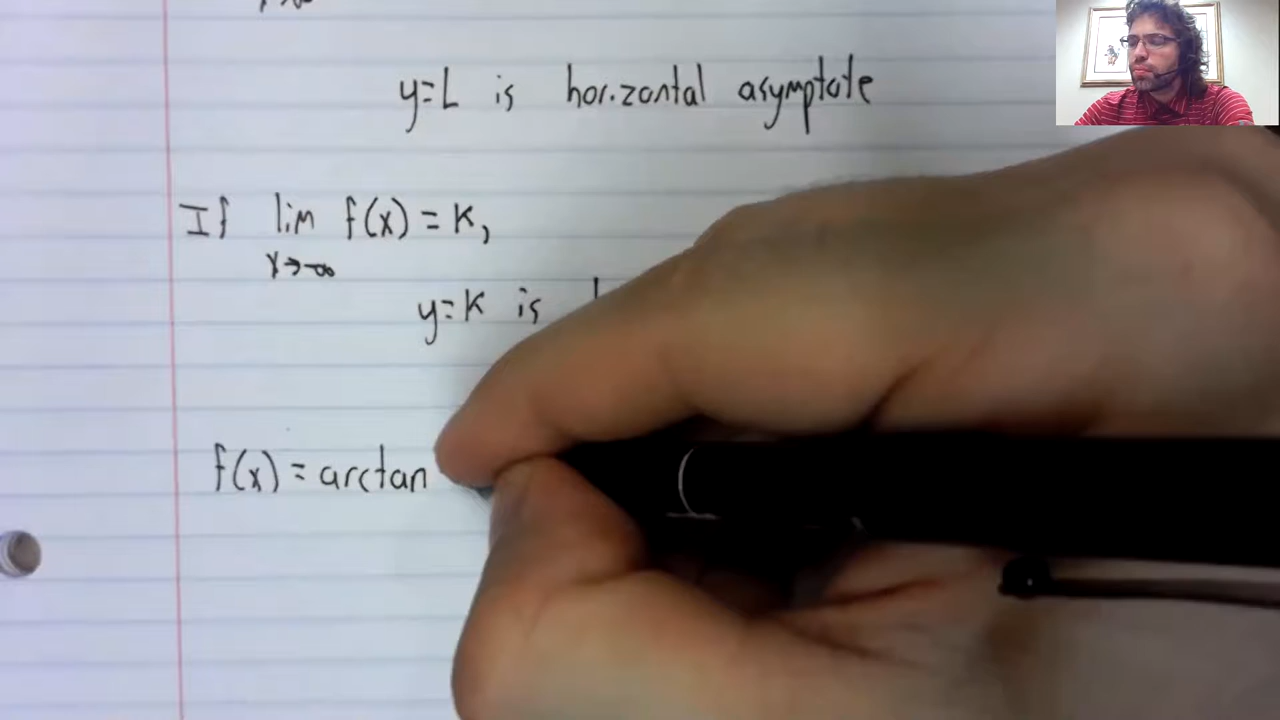 y=L is horizontal asymptote
If lim f(x) = K,
x→-∞
y=K is
f(x) = arctan